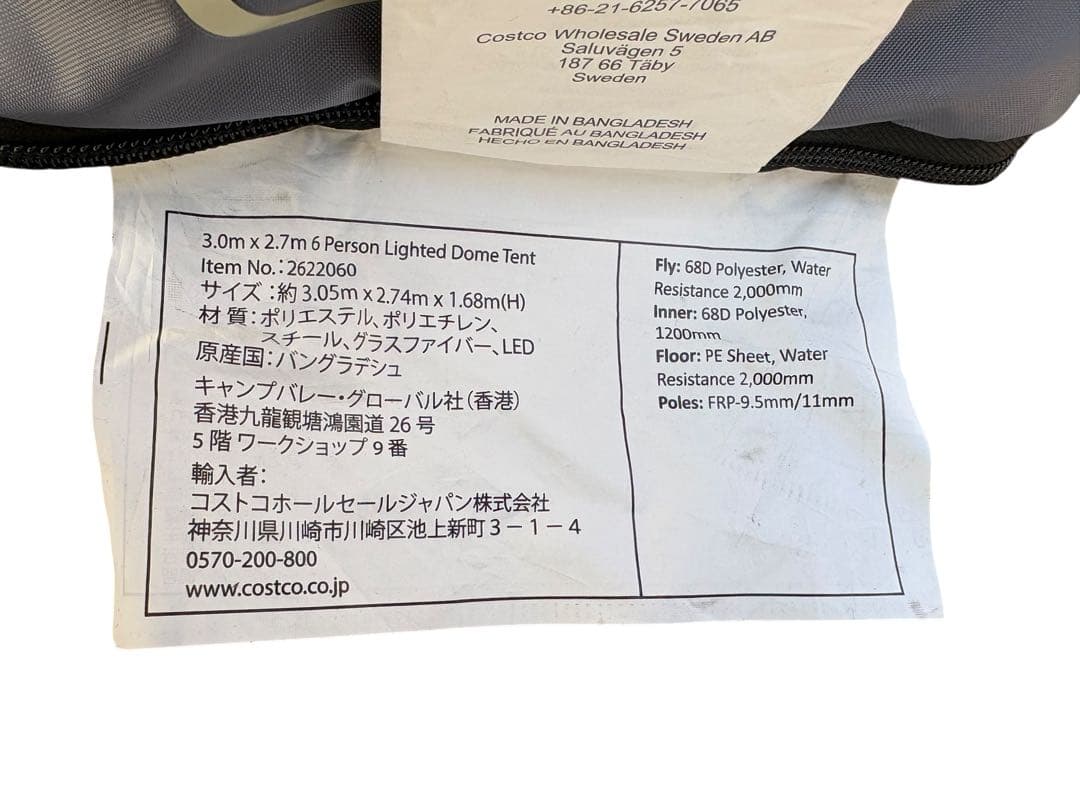 +86-21-6257-7065
Costco Wholesale Sweden AB
Saluvägen 5
187 66 Täby
Sweden
MADE IN BANGLADESH
FABRIQUÉ AU BANGLADESH
HECHO EN BANGLADESH
3.0m x 2.7m 6 Person Lighted Dome Tent
Item No.：2622060
サイズ：約 3.05m x 2.74m x 1.68m(H)
材 質：ポリエステル、ポリエチレン、
スチール、グラスファイバー、LED
原産国：バングラデシュ
キャンプバレー・グローバル社（香港）
香港九龍観塘鴻園道 26 号
5 階 ワークショップ 9 番
輸入者：
コストコホールセールジャパン株式会社
神奈川県川崎市川崎区池上新町 3 － 1 － 4
0570-200-800
www.costco.co.jp
Fly: 68D Polyester, Water
Resistance 2,000mm
Inner: 68D Polyester,
1200mm
Floor: PE Sheet, Water
Resistance 2,000mm
Poles: FRP-9.5mm/11mm